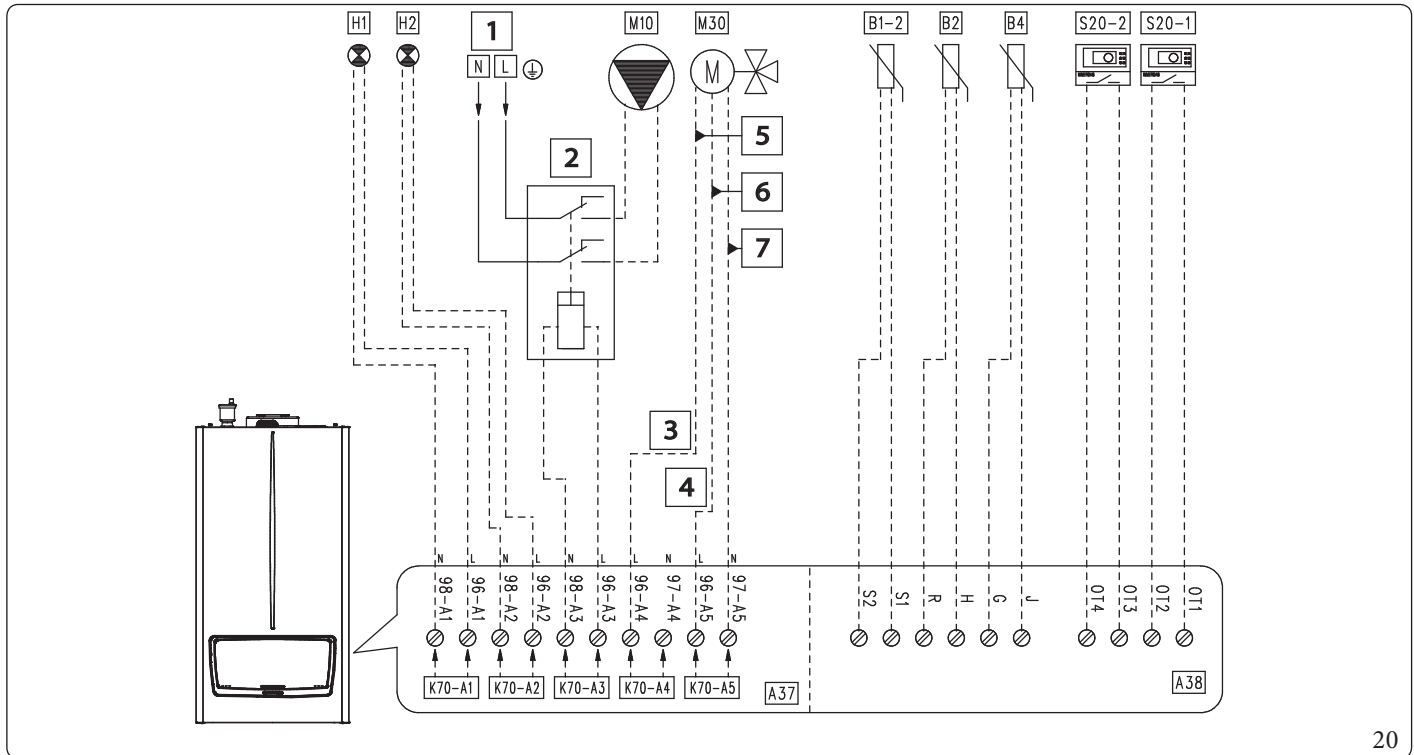 H1 H2 1 M10 M30 B1-2 B2 B4 S20-2 S20-1
N L
M
5
2
6
7
3
4
N L N L N L L N L N
98-A1 96-A1 98-A2 96-A2 98-A3 96-A3 96-A4 97-A4 96-A5 97-A5 S2 S1 R H G J OT4 OT3 OT2 OT1
K70-A1 K70-A2 K70-A3 K70-A4 K70-A5 A37 A38
20